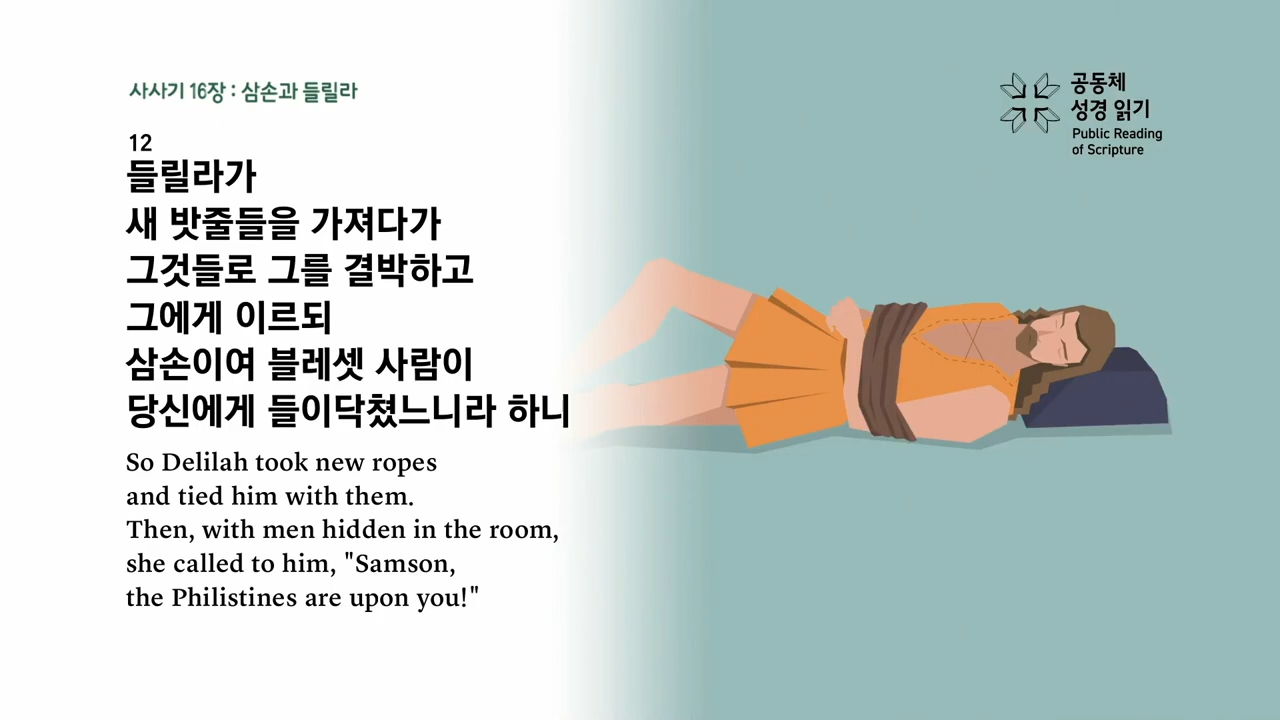 사사기 16장 : 삼손과 들릴라
공동체
성경 읽기
Public Reading
of Scripture
12
들릴라가
새 밧줄들을 가져다가
그것들로 그를 결박하고
그에게 이르되
삼손이여 블레셋 사람이
당신에게 들이닥쳤느니라 하니
So Delilah took new ropes
and tied him with them.
Then, with men hidden in the room,
she called to him, "Samson,
the Philistines are upon you!"